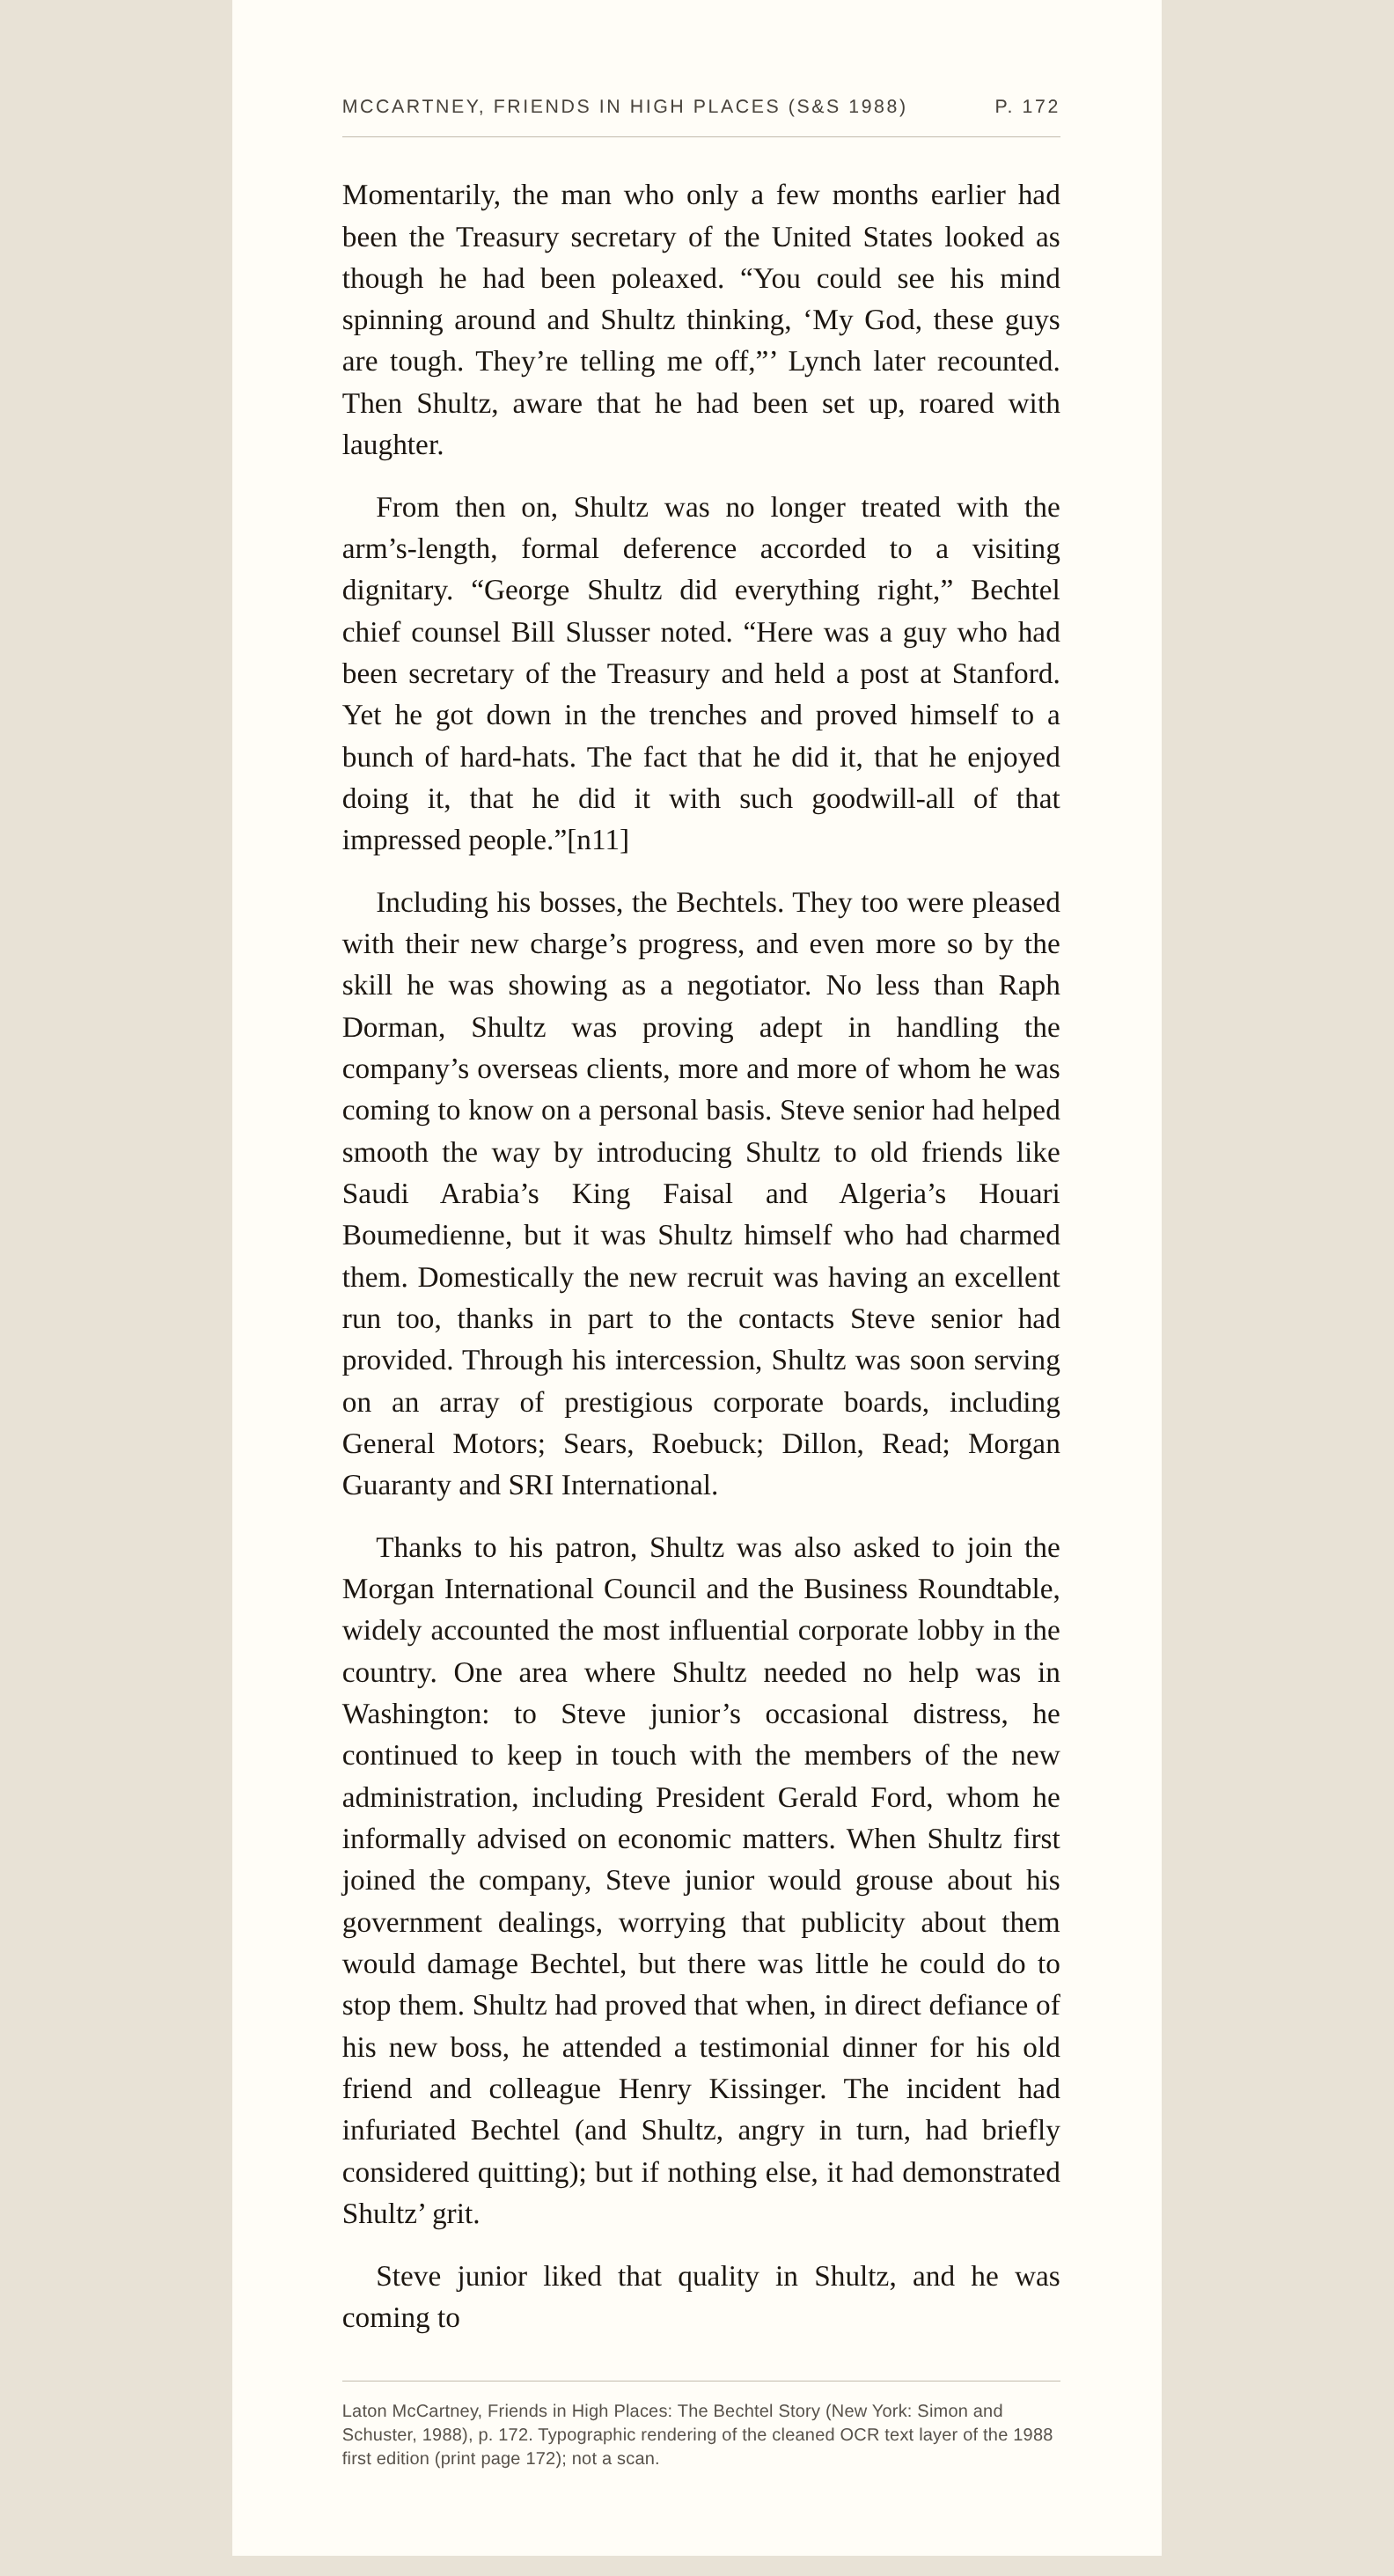 MCCARTNEY, FRIENDS IN HIGH PLACES (S&S 1988) P. 172
Momentarily, the man who only a few months earlier had
been the Treasury secretary of the United States looked as
though he had been poleaxed. “You could see his mind
spinning around and Shultz thinking, ‘My God, these guys
are tough. They’re telling me off,”’ Lynch later recounted.
Then Shultz, aware that he had been set up, roared with
laughter.
From then on, Shultz was no longer treated with the
arm’s-length, formal deference accorded to a visiting
dignitary. “George Shultz did everything right,” Bechtel
chief counsel Bill Slusser noted. “Here was a guy who had
been secretary of the Treasury and held a post at Stanford.
Yet he got down in the trenches and proved himself to a
bunch of hard-hats. The fact that he did it, that he enjoyed
doing it, that he did it with such goodwill-all of that
impressed people.”[n11]
Including his bosses, the Bechtels. They too were pleased
with their new charge’s progress, and even more so by the
skill he was showing as a negotiator. No less than Raph
Dorman, Shultz was proving adept in handling the
company’s overseas clients, more and more of whom he was
coming to know on a personal basis. Steve senior had helped
smooth the way by introducing Shultz to old friends like
Saudi Arabia’s King Faisal and Algeria’s Houari
Boumedienne, but it was Shultz himself who had charmed
them. Domestically the new recruit was having an excellent
run too, thanks in part to the contacts Steve senior had
provided. Through his intercession, Shultz was soon serving
on an array of prestigious corporate boards, including
General Motors; Sears, Roebuck; Dillon, Read; Morgan
Guaranty and SRI International.
Thanks to his patron, Shultz was also asked to join the
Morgan International Council and the Business Roundtable,
widely accounted the most influential corporate lobby in the
country. One area where Shultz needed no help was in
Washington: to Steve junior’s occasional distress, he
continued to keep in touch with the members of the new
administration, including President Gerald Ford, whom he
informally advised on economic matters. When Shultz first
joined the company, Steve junior would grouse about his
government dealings, worrying that publicity about them
would damage Bechtel, but there was little he could do to
stop them. Shultz had proved that when, in direct defiance of
his new boss, he attended a testimonial dinner for his old
friend and colleague Henry Kissinger. The incident had
infuriated Bechtel (and Shultz, angry in turn, had briefly
considered quitting); but if nothing else, it had demonstrated
Shultz’ grit.
Steve junior liked that quality in Shultz, and he was
coming to
Laton McCartney, Friends in High Places: The Bechtel Story (New York: Simon and
Schuster, 1988), p. 172. Typographic rendering of the cleaned OCR text layer of the 1988
first edition (print page 172); not a scan.